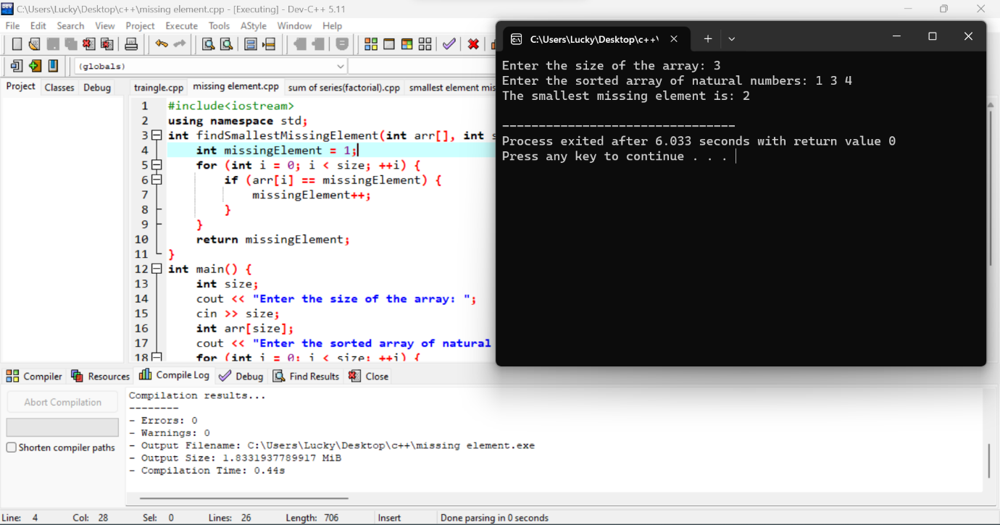 C:\Users\Lucky\Desktop\c++\missing element.cpp - [Executing] - Dev-C++ 5.11
File Edit Search View Project Execute Tools AStyle Window Help
(globals)
Project Classes Debug
traingle.cpp missing element.cpp sum of series(factorial).cpp smallest element mis
1 #include<iostream>
2 using namespace std;
3 int findSmallestMissingElement(int arr[], int s
4 int missingElement = 1;
5 for (int i = 0; i < size; ++i) {
6 if (arr[i] == missingElement) {
7 missingElement++;
8 }
9 }
10 return missingElement;
11 }
12 int main() {
13 int size;
14 cout << "Enter the size of the array: ";
15 cin >> size;
16 int arr[size];
17 cout << "Enter the sorted array of natural
18 for (int i = 0; i < size; ++i) {
C:\Users\Lucky\Desktop\c++\
Enter the size of the array: 3
Enter the sorted array of natural numbers: 1 3 4
The smallest missing element is: 2
--------------------------------
Process exited after 6.033 seconds with return value 0
Press any key to continue . . .
Compiler Resources Compile Log Debug Find Results Close
Abort Compilation
Shorten compiler paths
Compilation results...
--------
- Errors: 0
- Warnings: 0
- Output Filename: C:\Users\Lucky\Desktop\c++\missing element.exe
- Output Size: 1.8331937789917 MiB
- Compilation Time: 0.44s
Line: 4 Col: 28 Sel: 0 Lines: 26 Length: 706 Insert Done parsing in 0 seconds